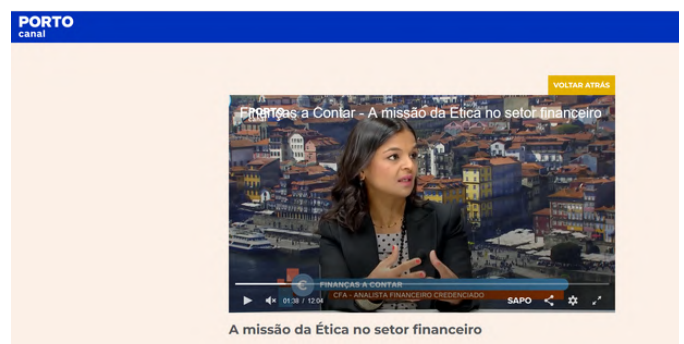 PORTO
canal
VOLTAR ATRÁS
PORTO
Finanças a Contar - A missão da Ética no setor financeiro
FINANÇAS A CONTAR
CFA - ANALISTA FINANCEIRO CREDENCIADO
01:38 / 12:04
SAPO
A missão da Ética no setor financeiro